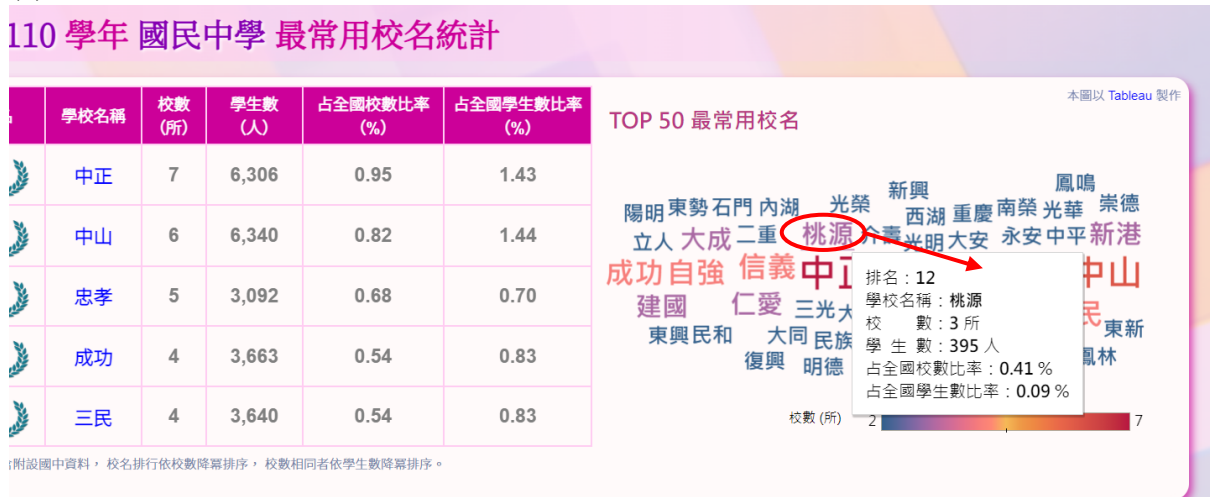 110 學年 國民中學 最常用校名統計
學校名稱 校數(所) 學生數(人) 占全國校數比率(%) 占全國學生數比率(%)
中正 7 6,306 0.95 1.43
中山 6 6,340 0.82 1.44
忠孝 5 3,092 0.68 0.70
成功 4 3,663 0.54 0.83
三民 4 3,640 0.54 0.83
附設國中資料， 校名排行依校數降冪排序， 校數相同者依學生數降冪排序。
本圖以 Tableau 製作
TOP 50 最常用校名
新興 鳳鳴
陽明 東勢 石門 內湖 光榮 西湖 重慶 南榮 光華 崇德
立人 大成 二重 桃源 介壽 光明 大安 永安 中平 新港
成功 自強 信義 中正 中山
建國 仁愛 三光 民 東新
東興 民和 大同 民族
復興 明德 鳳林
排名：12
學校名稱：桃源
校 數：3 所
學 生 數：395 人
占全國校數比率：0.41 %
占全國學生數比率：0.09 %
校數 (所) 2 7